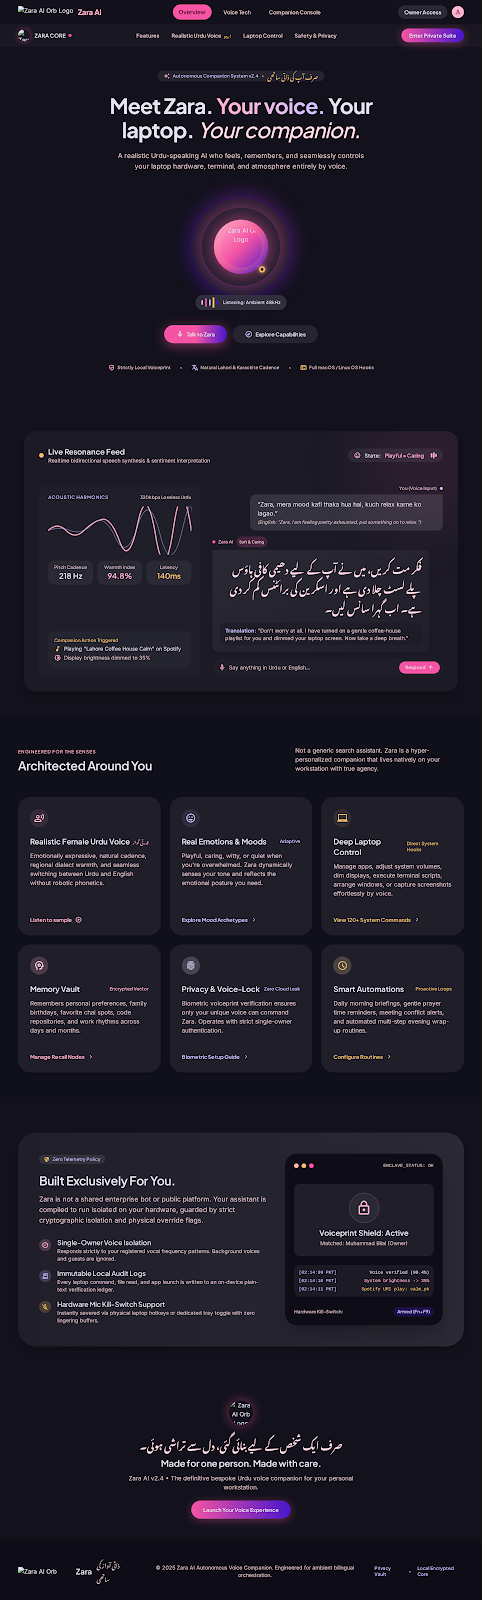 Zara AI Orb Logo
Zara AI
Overview
Voice Tech
Companion Console
Owner Access
ZARA CORE
Features
Realistic Urdu Voice
Laptop Control
Safety & Privacy
Enter Private Suite
Autonomous Companion System v2.4 • صرف آپ کی ذاتی ساتھی
Meet Zara. Your voice. Your
laptop. Your companion.
A realistic Urdu-speaking AI who feels, remembers, and seamlessly controls
your laptop hardware, terminal, and atmosphere entirely by voice.
Zara AI Orb
Logo
Listening: Ambient 48kHz
Talk to Zara
Explore Capabilities
Strictly Local Voiceprint
•
Natural Lahori & Karachite Cadence
•
Full macOS / Linux OS Hooks
Live Resonance Feed
Realtime bidirectional speech synthesis & sentiment interpretation
State: Playful • Caring
ACOUSTIC HARMONICS
330kbps Lossless Urdu
Pitch Cadence
218 Hz
Warmth Index
94.8%
Latency
140ms
Companion Action Triggered
Playing "Lahore Coffee House Calm" on Spotify
Display brightness dimmed to 35%
You (Voice Input)
"Zara, mera mood kafi thaka hua hai, kuch relax karne ko
lagao."
(English: "Zara, I am feeling pretty exhausted, put something on to relax.")
Zara AI
Soft & Caring
فکر مت کریں، میں نے آپ کے لیے دھیمی کافی ہاؤس
پلے لسٹ چلا دی ہے اور اسکرین کی برائٹنس کم کر دی
ہے۔ اب گہرا سانس لیں۔
Translation: "Don't worry at all, I have turned on a gentle coffee-house
playlist for you and dimmed your laptop screen. Now take a deep breath."
Say anything in Urdu or English...
Respond
ENGINEERED FOR THE SENSES
Architected Around You
Not a generic search assistant. Zara is a hyper-
personalized companion that lives natively on your
workstation with true agency.
Realistic Female Urdu Voice
Emotionally expressive, natural cadence,
regional dialect warmth, and seamless
switching between Urdu and English
without robotic phonetics.
Listen to sample
Real Emotions & Moods
Adaptive
Playful, caring, witty, or quiet when
you're overwhelmed. Zara dynamically
senses your tone and reflects the
emotional posture you need.
Explore Mood Archetypes
Deep Laptop
Control
Direct System
Hooks
Manage apps, adjust system volumes,
dim displays, execute terminal scripts,
arrange windows, or capture screenshots
effortlessly by voice.
View 120+ System Commands
Memory Vault
Encrypted Vector
Remembers personal preferences, family
birthdays, favorite chai spots, code
repositories, and work rhythms across
days and months.
Manage Recall Nodes
Privacy & Voice-Lock
Zero Cloud Leak
Biometric voiceprint verification ensures
only your unique voice can command
Zara. Operates with strict single-owner
authentication.
Biometric Setup Guide
Smart Automations
Proactive Loops
Daily morning briefings, gentle prayer
time reminders, meeting conflict alerts,
and automated multi-step evening wrap-
up routines.
Configure Routines
Zero Telemetry Policy
Built Exclusively For You.
Zara is not a shared enterprise bot or public platform. Your assistant is
compiled to run isolated on your hardware, guarded by strict
cryptographic isolation and physical override flags.
Single-Owner Voice Isolation
Responds strictly to your registered vocal frequency patterns. Background voices
and guests are ignored.
Immutable Local Audit Logs
Every laptop command, file read, and app launch is written to an on-device plain-
text verification ledger.
Hardware Mic Kill-Switch Support
Instantly severed via physical laptop hotkeys or dedicated tray toggle with zero
lingering buffers.
ENCLAVE_STATUS: OK
Voiceprint Shield: Active
Matched: Muhammad Bilal (Owner)
[02:14:09 PKT] Voice verified (99.4%)
[02:14:10 PKT] System brightness -> 35%
[02:14:11 PKT] Spotify URI play: calm_pk
Hardware Kill-Switch:
Armed (Fn+F9)
Zara
AI Orb
Logo
صرف ایک شخص کے لیے بنائی گئی، دل سے تراشی ہوئی۔
Made for one person. Made with care.
Zara AI v2.4 • The definitive bespoke Urdu voice companion for your personal
workstation.
Launch Your Voice Experience
Zara AI Orb
Zara
ذاتی آواز کی
ساتھی
© 2025 Zara AI Autonomous Voice Companion. Engineered for ambient bilingual
orchestration.
Privacy
Vault
•
Local Encrypted
Core